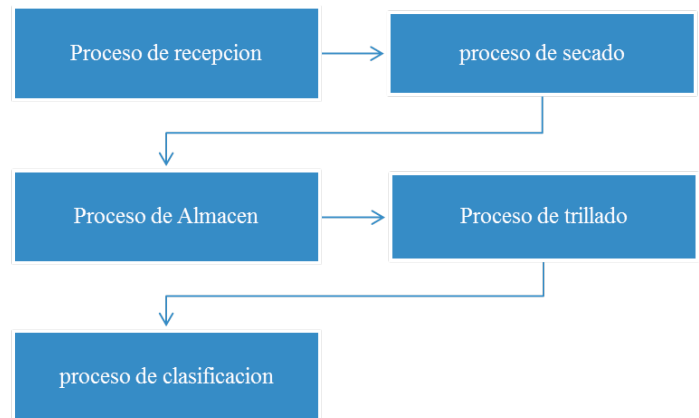 Proceso de recepcion
proceso de secado
Proceso de Almacen
Proceso de trillado
proceso de clasificacion